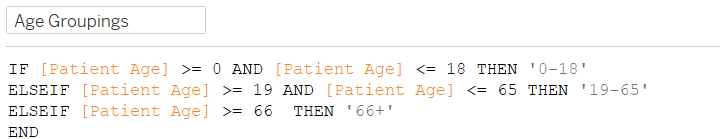 Age Groupings
IF [Patient Age] >= 0 AND [Patient Age] <= 18 THEN '0-18'
ELSEIF [Patient Age] >= 19 AND [Patient Age] <= 65 THEN '19-65'
ELSEIF [Patient Age] >= 66  THEN '66+'
END